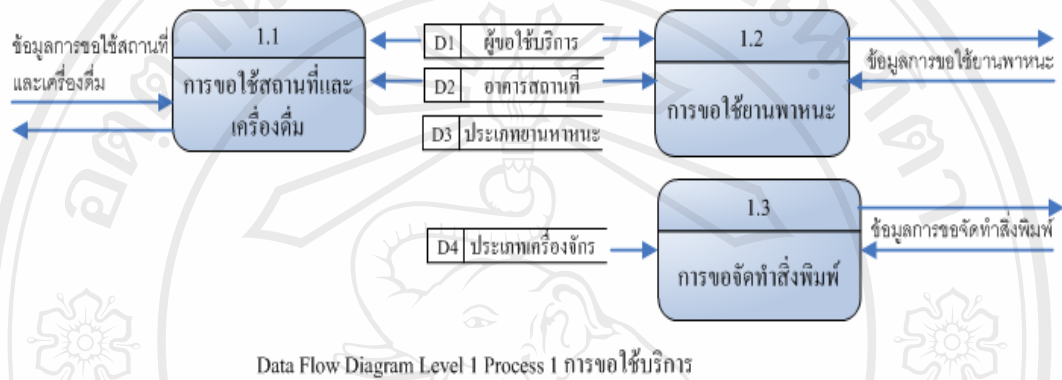 ข้อมูลการขอใช้สถานที่
และเครื่องดื่ม
1.1
การขอใช้สถานที่และ
เครื่องดื่ม
D1 ผู้ขอใช้บริการ
D2 อาคารสถานที่
D3 ประเภทยานหาหนะ
1.2
การขอใช้ยานพาหนะ
ข้อมูลการขอใช้ยานพาหนะ
D4 ประเภทเครื่องจักร
1.3
การขอจัดทำสิ่งพิมพ์
ข้อมูลการขอจัดทำสิ่งพิมพ์
Data Flow Diagram Level 1 Process 1 การขอใช้บริการ